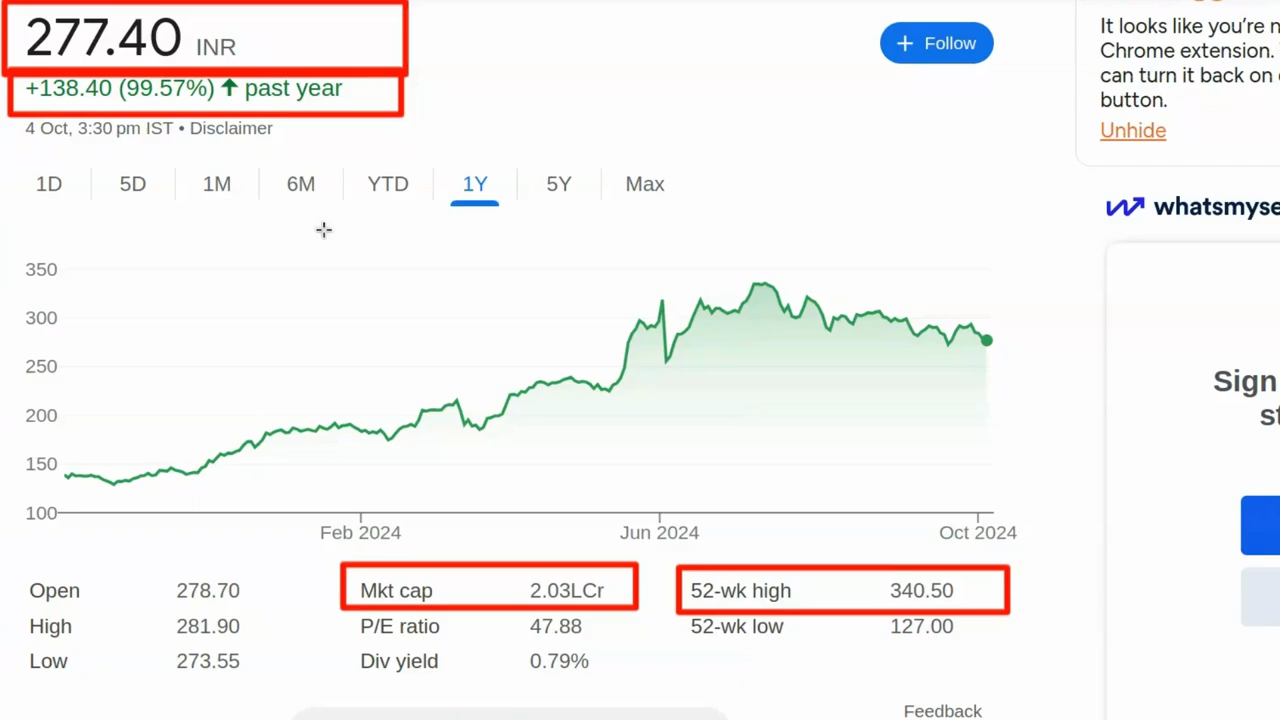 277.40 INR
+ Follow
+138.40 (99.57%) ↑ past year
4 Oct, 3:30 pm IST • Disclaimer
1D 5D 1M 6M YTD 1Y 5Y Max
350
300
250
200
150
100
Feb 2024 Jun 2024 Oct 2024
Open 278.70 Mkt cap 2.03LCr 52-wk high 340.50
High 281.90 P/E ratio 47.88 52-wk low 127.00
Low 273.55 Div yield 0.79%
Feedback
It looks like you're n
Chrome extension.
can turn it back on
button.
Unhide
whatsmyse
Sign
st